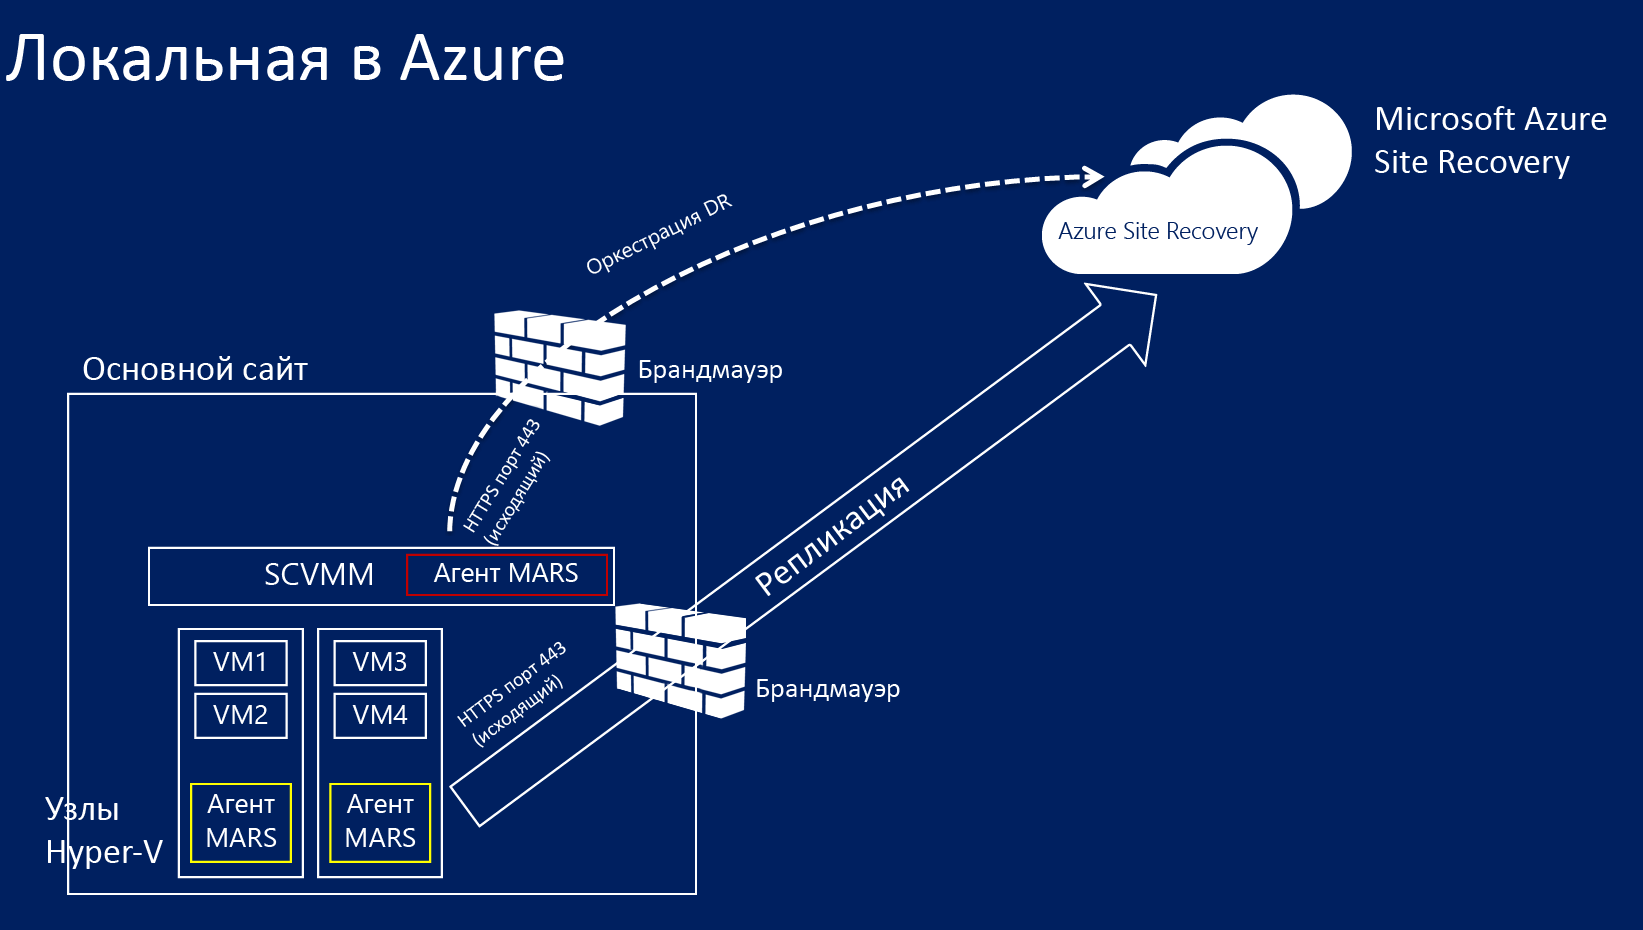 Локальная в Azure
Microsoft Azure
Site Recovery
Azure Site Recovery
Оркестрация DR
Брандмауэр
Основной сайт
HTTPS порт 443
(исходящий)
Репликация
SCVMM
Агент MARS
Брандмауэр
HTTPS порт 443
(исходящий)
VM1
VM2
VM3
VM4
Агент
MARS
Агент
MARS
Узлы
Hyper-V